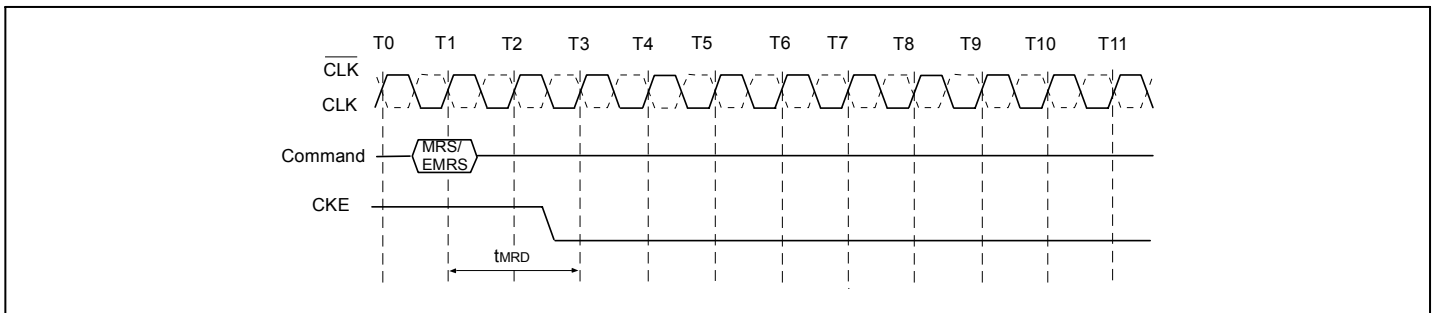 T0 T1 T2 T3 T4 T5 T6 T7 T8 T9 T10 T11
CLK
CLK
Command
MRS/
EMRS
CKE
tMRD